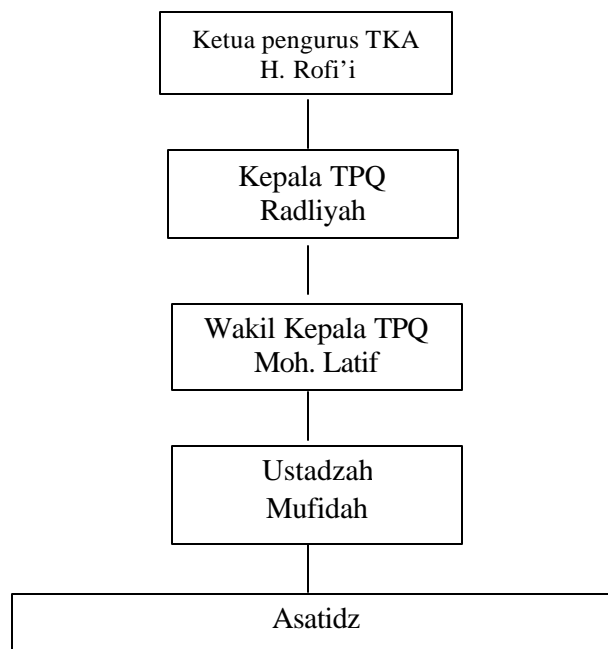 Ketua pengurus TKA
H. Rofi’i
Kepala TPQ
Radliyah
Wakil Kepala TPQ
Moh. Latif
Ustadzah
Mufidah
Asatidz